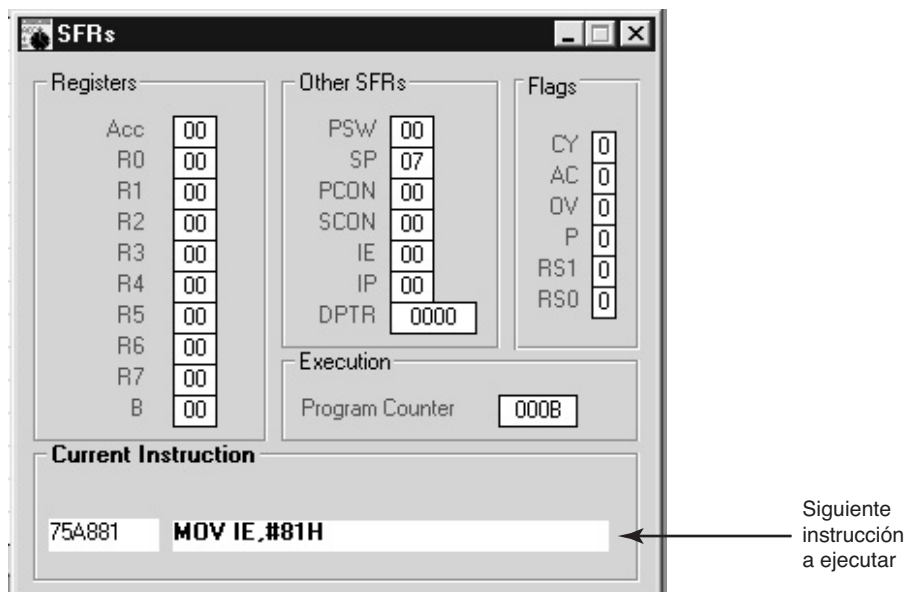 SFRs
Registers
Acc 00
R0 00
R1 00
R2 00
R3 00
R4 00
R5 00
R6 00
R7 00
B 00
Other SFRs
PSW 00
SP 07
PCON 00
SCON 00
IE 00
IP 00
DPTR 0000
Flags
CY 0
AC 0
OV 0
P 0
RS1 0
RS0 0
Execution
Program Counter 000B
Current Instruction
75A881 MOV IE,#81H
Siguiente
instrucción
a ejecutar